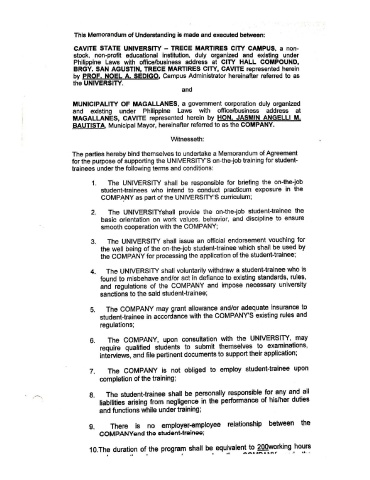 This Memorandum of Understanding is made and executed between:
CAVITE STATE UNIVERSITY – TRECE MARTIRES CITY CAMPUS, a non-
stock, non-profit educational institution, duly organized and existing under
Philippine Laws with office/business address at CITY HALL COMPOUND,
BRGY. SAN AGUSTIN, TRECE MARTIRES CITY, CAVITE represented herein
by PROF. NOEL A. SEDIGO, Campus Administrator hereinafter referred to as
the UNIVERSITY.
and
MUNICIPALITY OF MAGALLANES, a government corporation duly organized
and existing under Philippine Laws with office/business address at
MAGALLANES, CAVITE represented herein by HON. JASMIN ANGELLI M.
BAUTISTA, Municipal Mayor, hereinafter referred to as the COMPANY.
Witnesseth:
The parties hereby bind themselves to undertake a Memorandum of Agreement
for the purpose of supporting the UNIVERSITY'S on-the-job training for student-
trainees under the following terms and conditions:
1. The UNIVERSITY shall be responsible for briefing the on-the-job
student-trainees who intend to conduct practicum exposure in the
COMPANY as part of the UNIVERSITY'S curriculum;
2. The UNIVERSITYshall provide the on-the-job student-trainee the
basic orientation on work values, behavior, and discipline to ensure
smooth cooperation with the COMPANY;
3. The UNIVERSITY shall issue an official endorsement vouching for
the well being of the on-the-job student-trainee which shall be used by
the COMPANY for processing the application of the student-trainee;
4. The UNIVERSITY shall voluntarily withdraw a student-trainee who is
found to misbehave and/or act in defiance to existing standards, rules,
and regulations of the COMPANY and impose necessary university
sanctions to the said student-trainee;
5. The COMPANY may grant allowance and/or adequate insurance to
student-trainee in accordance with the COMPANY'S existing rules and
regulations;
6. The COMPANY, upon consultation with the UNIVERSITY, may
require qualified students to submit themselves to examinations,
interviews, and file pertinent documents to support their application;
7. The COMPANY is not obliged to employ student-trainee upon
completion of the training;
8. The student-trainee shall be personally responsible for any and all
liabilities arising from negligence in the performance of his/her duties
and functions while under training;
9. There is no employer-employee relationship between the
COMPANYand the student-trainee;
10.The duration of the program shall be equivalent to 200working hours